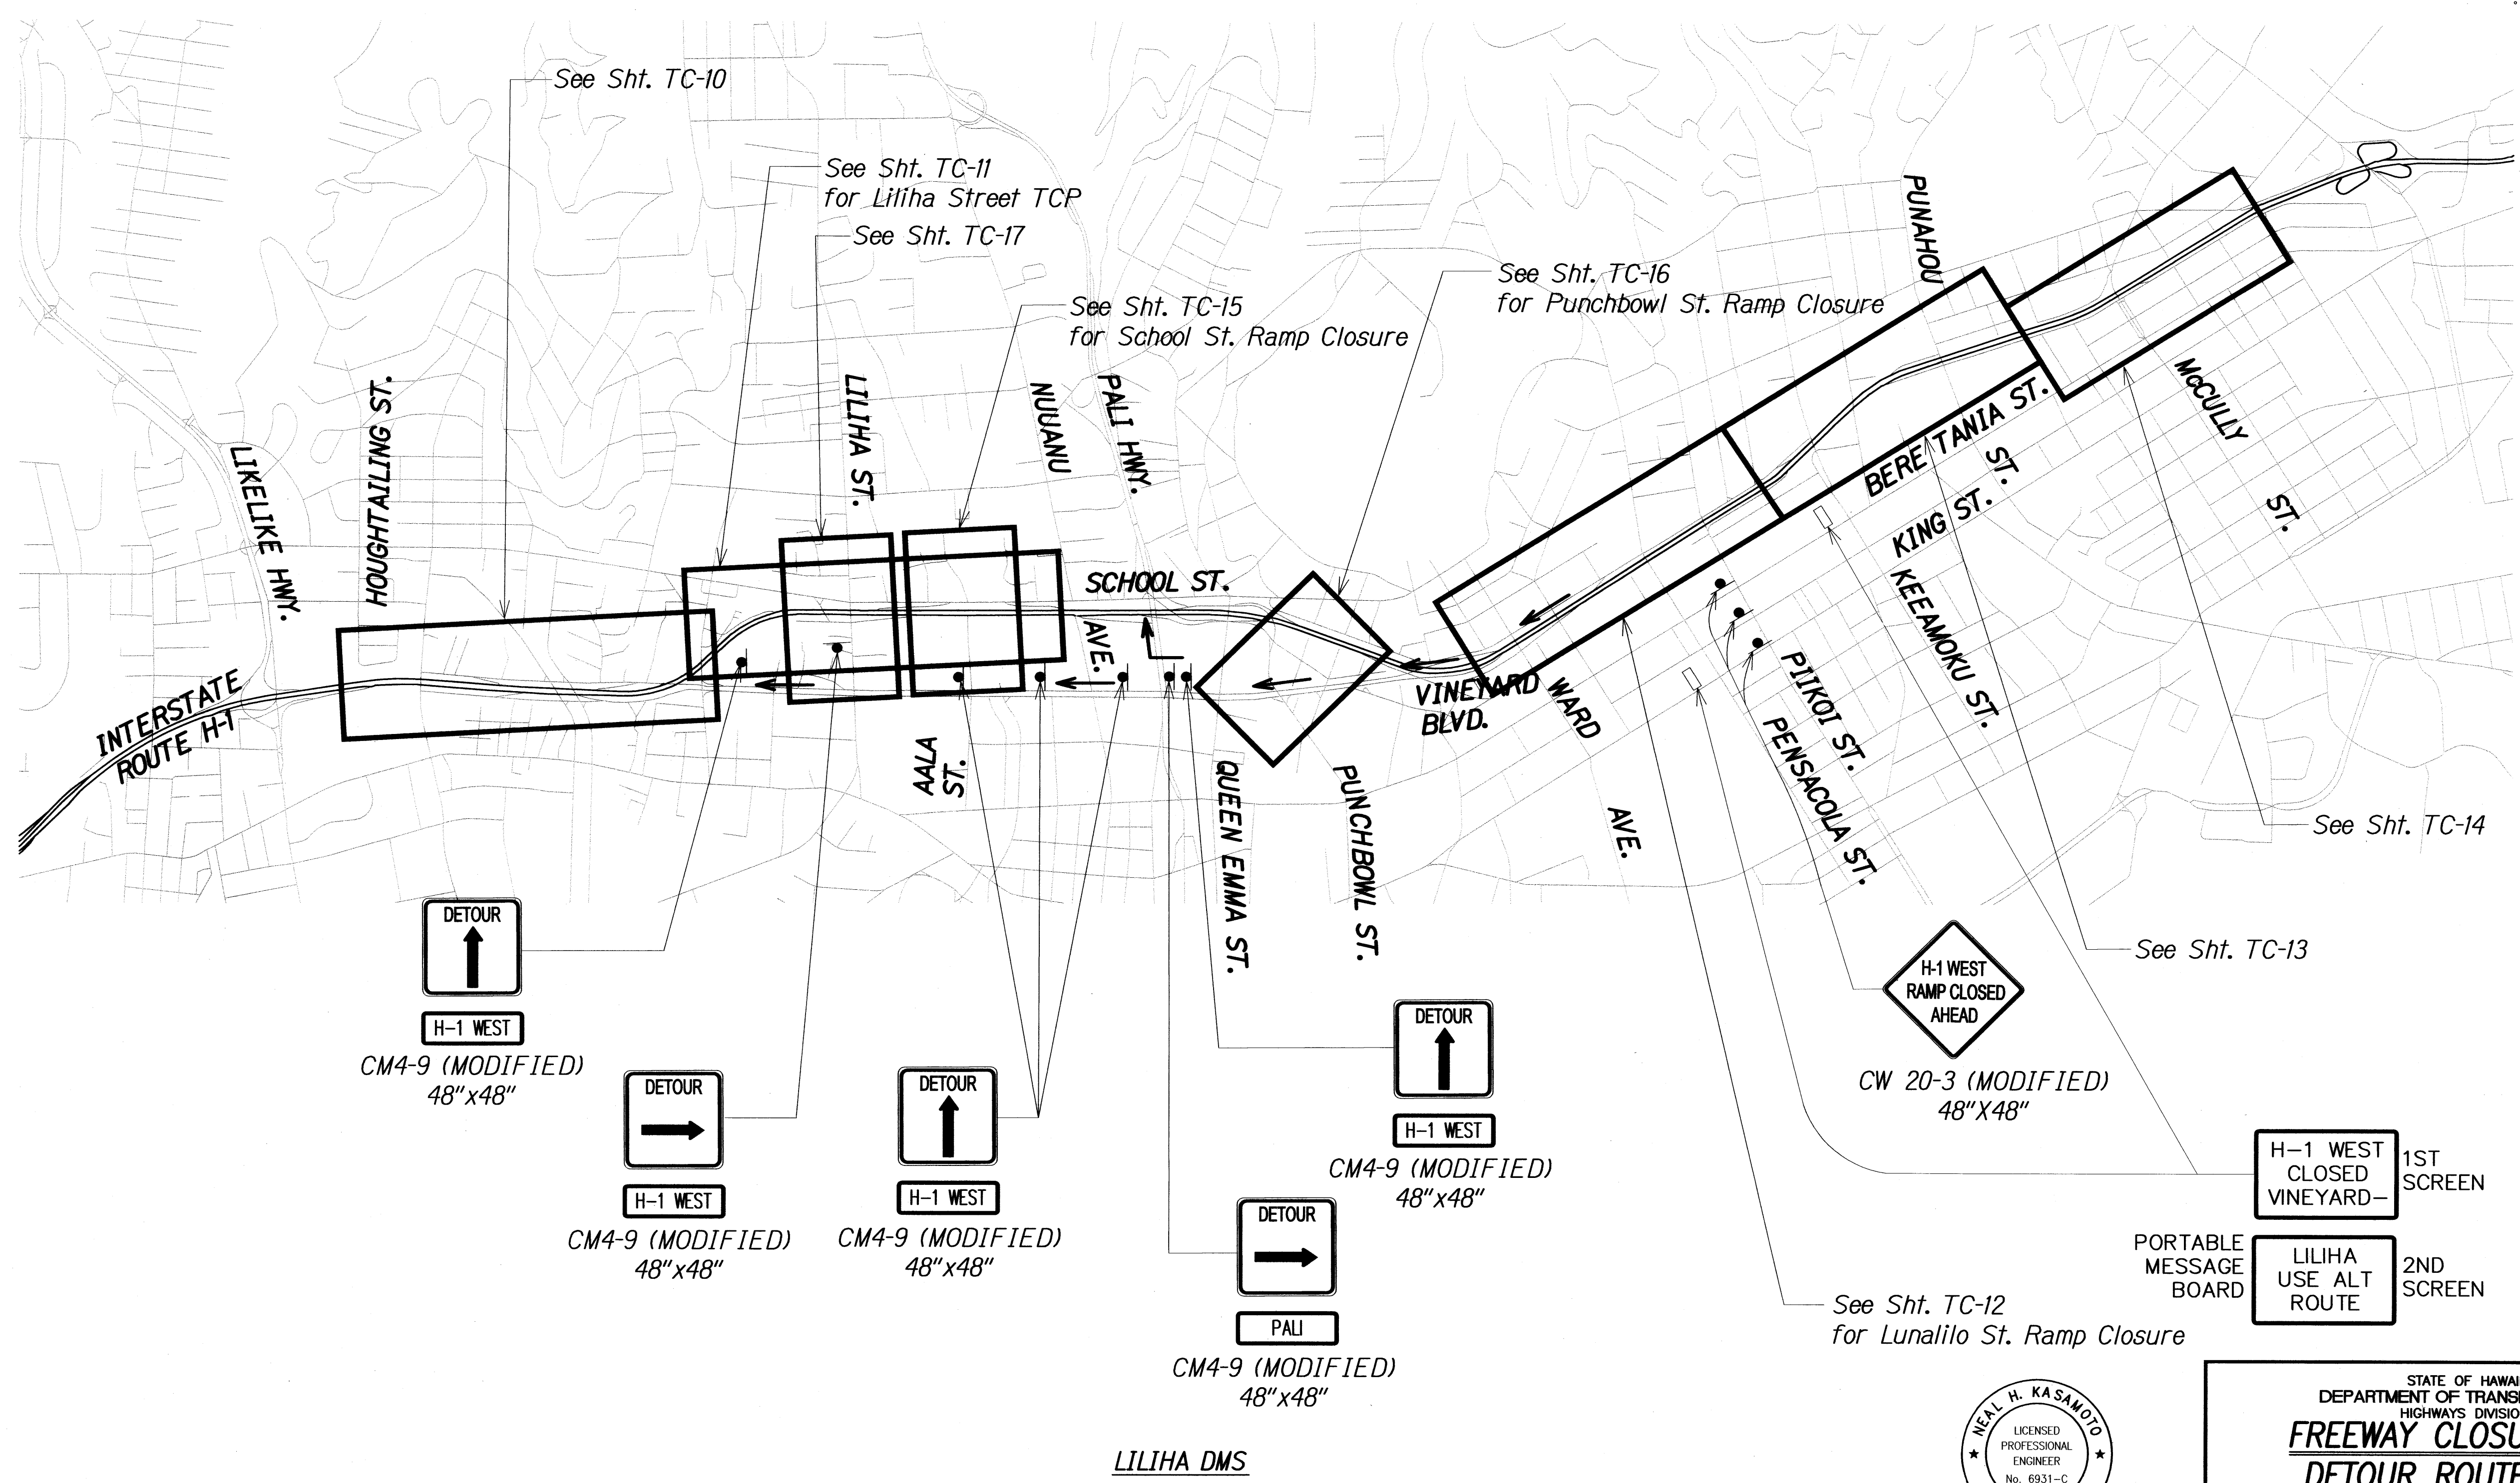 See Sht. TC-10
See Sht. TC-11
for Liliha Street TCP
See Sht. TC-17
See Sht. TC-15
for School St. Ramp Closure
See Sht. TC-16
for Punchbowl St. Ramp Closure
PUNAHOU
ST.
McCULLY
ST.
LIKELIKE HWY.
HOUGHTAILING ST.
LILIHA ST.
NUUANU
AVE.
PALI HWY.
SCHOOL ST.
BERETANIA ST.
KING ST.
KEEAMOKU ST.
PIIKOI ST.
PENSACOLA ST.
WARD
AVE.
VINEYARD
BLVD.
INTERSTATE
ROUTE H-1
AALA
ST.
QUEEN EMMA ST.
PUNCHBOWL ST.
See Sht. TC-14
See Sht. TC-13
DETOUR
H-1 WEST
CM4-9 (MODIFIED)
48"x48"
DETOUR
H-1 WEST
CM4-9 (MODIFIED)
48"x48"
DETOUR
H-1 WEST
CM4-9 (MODIFIED)
48"x48"
DETOUR
PALI
CM4-9 (MODIFIED)
48"x48"
DETOUR
H-1 WEST
CM4-9 (MODIFIED)
48"x48"
H-1 WEST
RAMP CLOSED
AHEAD
CW 20-3 (MODIFIED)
48"X48"
H-1 WEST
CLOSED
VINEYARD-
1ST
SCREEN
PORTABLE
MESSAGE
BOARD
LILIHA
USE ALT
ROUTE
2ND
SCREEN
See Sht. TC-12
for Lunalilo St. Ramp Closure
LILIHA DMS
NEAL H. KASAMOTO
LICENSED
PROFESSIONAL
ENGINEER
No. 6931-C
STATE OF HAWAI
DEPARTMENT OF TRANS
HIGHWAYS DIVISIO
FREEWAY CLOSU
DETOUR ROUTE